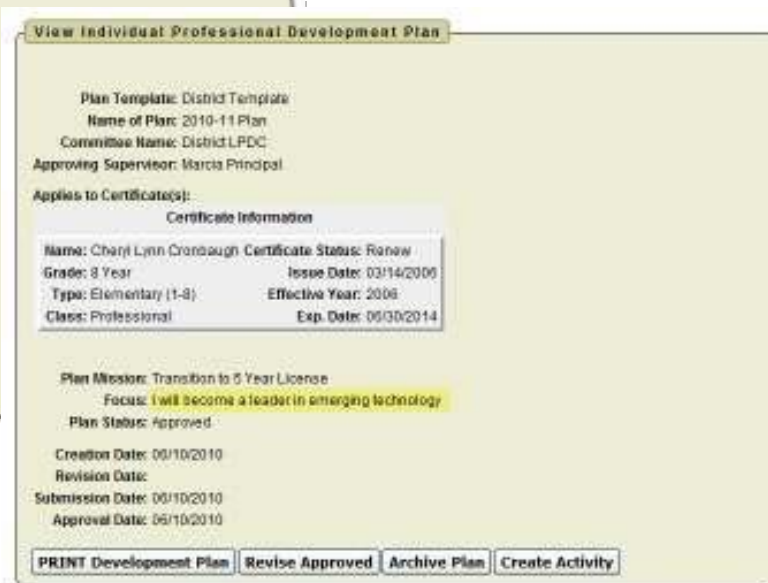 View Individual Professional Development Plan
Plan Template: District Template
Name of Plan: 2010-11 Plan
Committee Name: District LPDC
Approving Supervisor: Marcia Principal
Applies to Certificate(s):
Certificate Information
Name: Cheryl Lynn Cronbaugh Certificate Status: Renew
Grade: 8 Year Issue Date: 03/14/2006
Type: Elementary (1-8) Effective Year: 2006
Class: Professional Exp. Date: 06/30/2014
Plan Mission: Transition to 5 Year License
Focus: I will become a leader in emerging technology
Plan Status: Approved
Creation Date: 06/10/2010
Revision Date:
Submission Date: 06/10/2010
Approval Date: 06/10/2010
PRINT Development Plan Revise Approved Archive Plan Create Activity